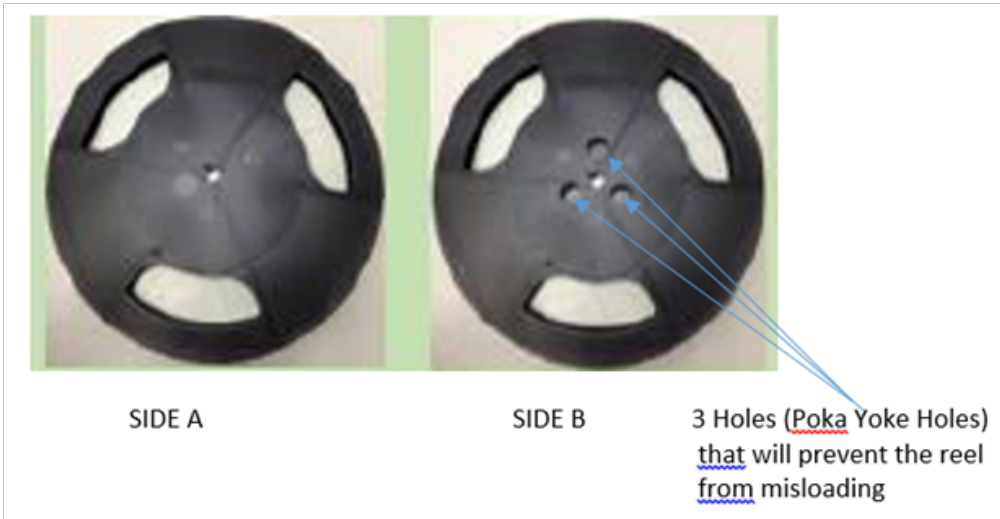 SIDE A
SIDE B
3 Holes (Poka Yoke Holes)
that will prevent the reel
from misloading